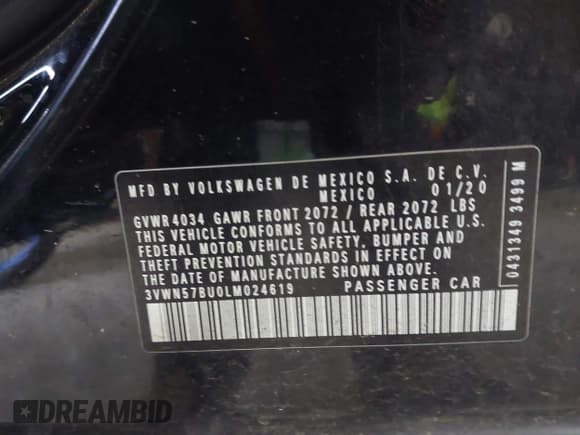 MFD BY VOLKSWAGEN DE MEXICO S.A. DE C.V.
MEXICO 01/20
GVWR 4034 GAWR FRONT 2072 / REAR 2072 LBS
THIS VEHICLE CONFORMS TO ALL APPLICABLE U.S.
FEDERAL MOTOR VEHICLE SAFETY, BUMPER AND
THEFT PREVENTION STANDARDS IN EFFECT ON
THE DATE OF MANUFACTURE SHOWN ABOVE.
3VWN57BU0LM024619 PASSENGER CAR
0431349 3499 M
DREAMBID